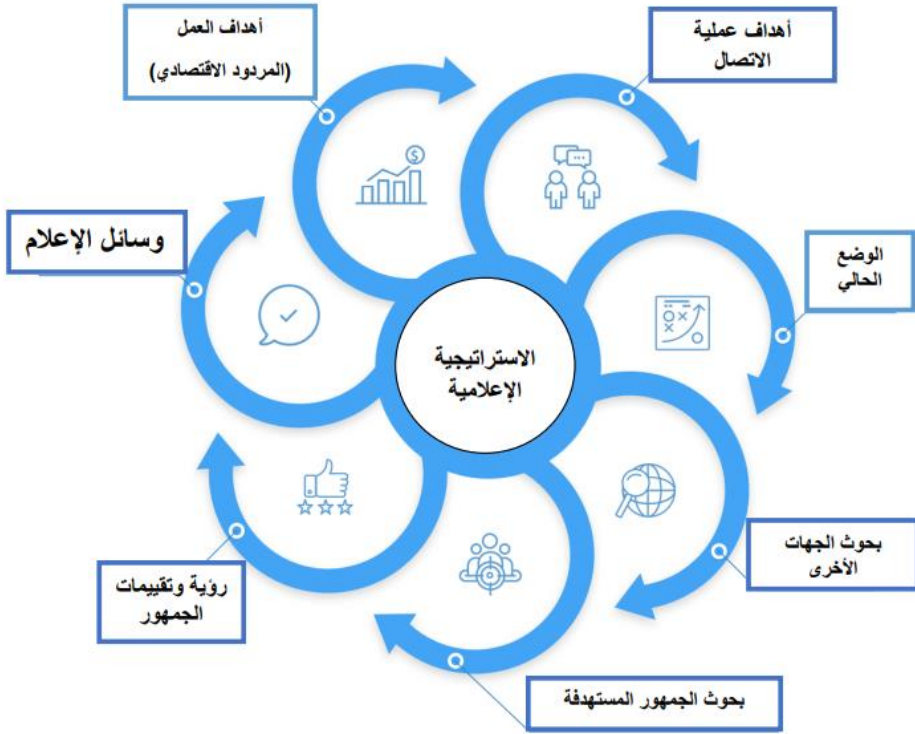 أهداف عملية
الاتصال
أهداف العمل
(المردود الاقتصادي)
الوضع
الحالي
وسائل الإعلام
الاستراتيجية
الإعلامية
بحوث الجهات
الأخرى
رؤية وتقييمات
الجمهور
بحوث الجمهور المستهدفة
$